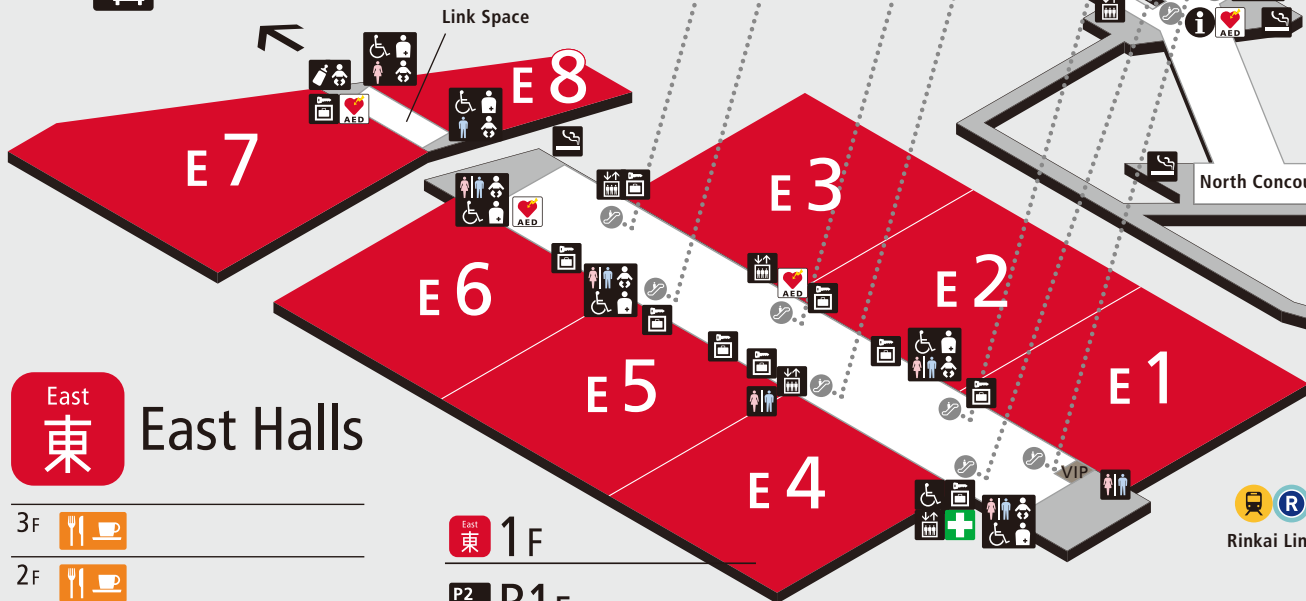 Link Space
E 8
AED
AED
E 7
E 3
North Concou
AED
E 6
AED
E 2
E 5
E 1
E 4
VIP
East
東
East Halls
3F
2F
East
東
1F
P2
P1F
R
Rinkai Lin